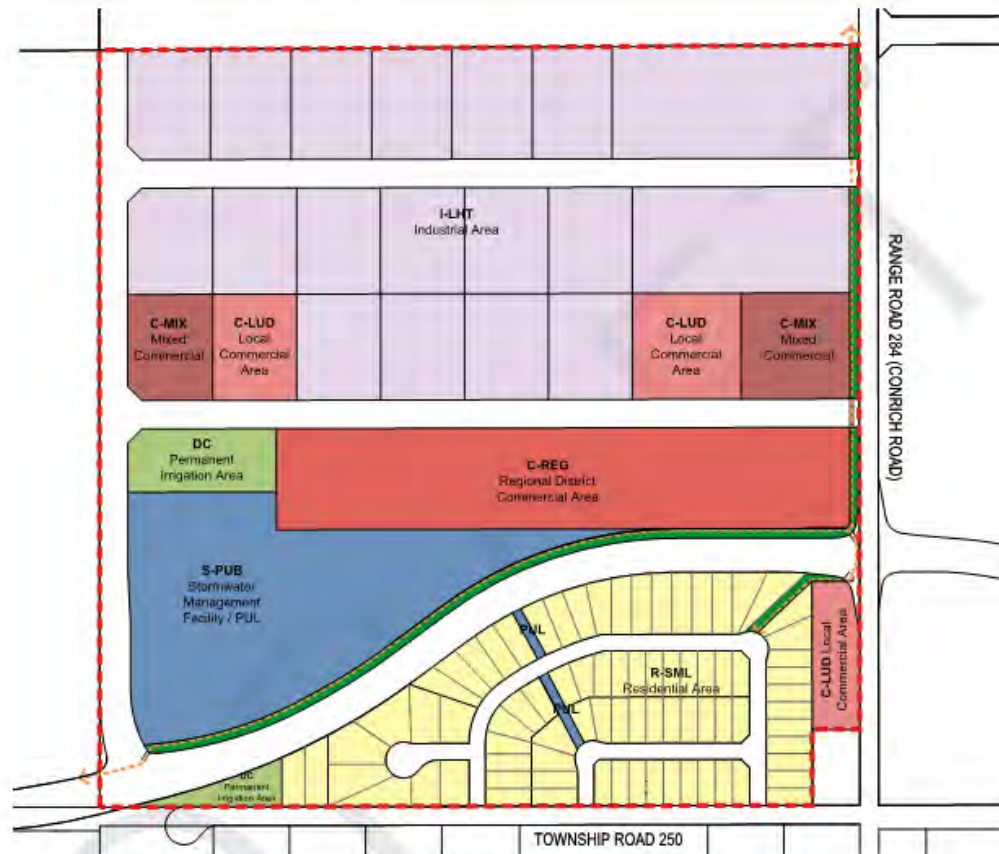 I-LHT
Industrial Area
C-MIX
Mixed
Commercial
C-LUD
Local
Commercial
Area
C-LUD
Local
Commercial
Area
C-MIX
Mixed
Commercial
RANGE ROAD 284 (CONRICH ROAD)
DC
Permanent
Irrigation Area
C-REG
Regional District
Commercial Area
S-PUB
Stormwater
Management
Facility / PUL
PUL
R-SML
Residential Area
PUL
C-LUD Local
Commercial Area
DC
Permanent
Irrigation Area
TOWNSHIP ROAD 250